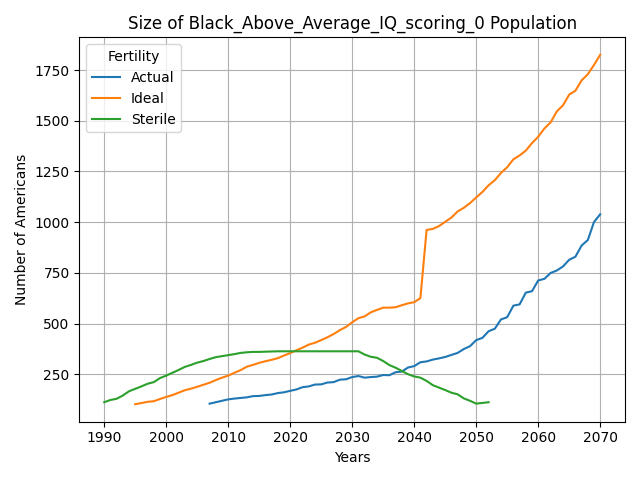 Size of Black_Above_Average_IQ_scoring_0 Population
Fertility
Actual
Ideal
Sterile
Number of Americans
1750
1500
1250
1000
750
500
250
1990 2000 2010 2020 2030 2040 2050 2060 2070
Years